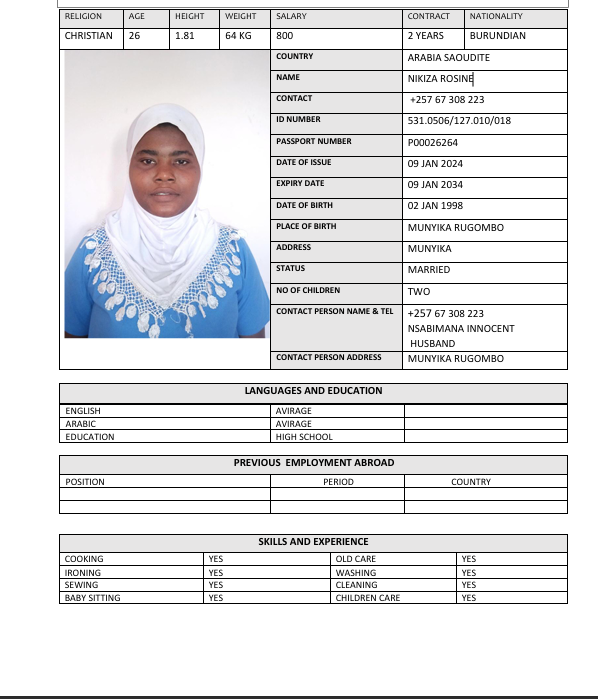 RELIGION AGE HEIGHT WEIGHT SALARY CONTRACT NATIONALITY
CHRISTIAN 26 1.81 64 KG 800 2 YEARS BURUNDIAN
COUNTRY ARABIA SAOUDITE
NAME NIKIZA ROSINE
CONTACT +257 67 308 223
ID NUMBER 531.0506/127.010/018
PASSPORT NUMBER P00026264
DATE OF ISSUE 09 JAN 2024
EXPIRY DATE 09 JAN 2034
DATE OF BIRTH 02 JAN 1998
PLACE OF BIRTH MUNYIKA RUGOMBO
ADDRESS MUNYIKA
STATUS MARRIED
NO OF CHILDREN TWO
CONTACT PERSON NAME & TEL +257 67 308 223
NSABIMANA INNOCENT
HUSBAND
CONTACT PERSON ADDRESS MUNYIKA RUGOMBO
LANGUAGES AND EDUCATION
ENGLISH AVIRAGE
ARABIC AVIRAGE
EDUCATION HIGH SCHOOL
PREVIOUS EMPLOYMENT ABROAD
POSITION PERIOD COUNTRY
SKILLS AND EXPERIENCE
COOKING YES OLD CARE YES
IRONING YES WASHING YES
SEWING YES CLEANING YES
BABY SITTING YES CHILDREN CARE YES